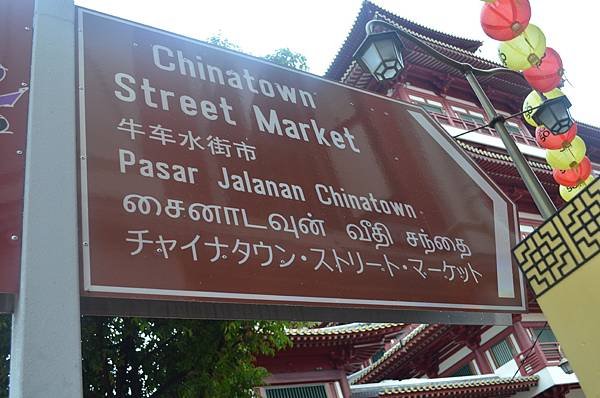 Chinatown
Street Market
牛车水街市
Pasar Jalanan Chinatown
சைனாடவுன் வீதி சந்தை
チャイナタウン・ストリート・マーケット